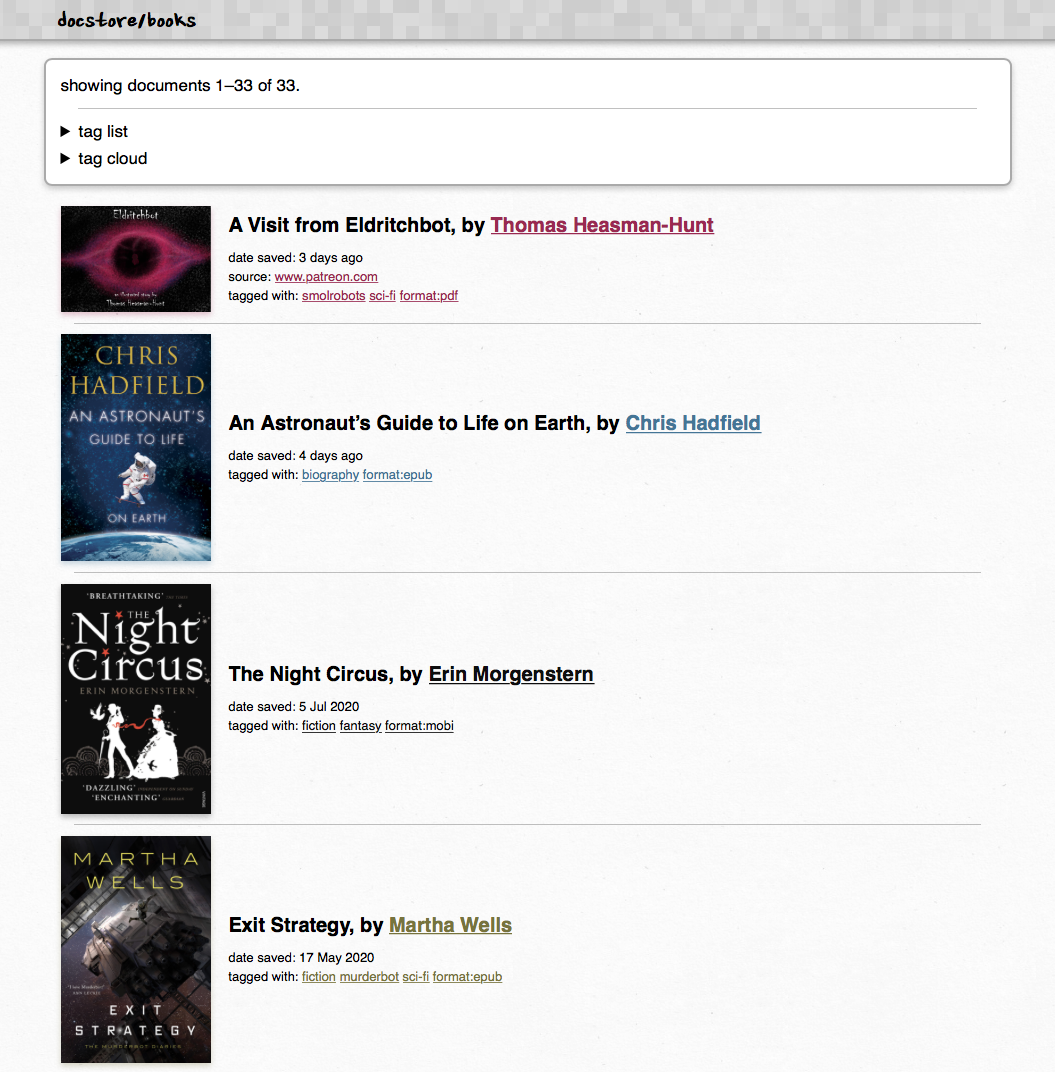 docstore/books
showing documents 1–33 of 33.
tag list
tag cloud
Eldritchbot
an illustrated story by
Thomas Heasman-Hunt
A Visit from Eldritchbot, by Thomas Heasman-Hunt
date saved: 3 days ago
source: www.patreon.com
tagged with: smolrobots sci-fi format:pdf
CHRIS
HADFIELD
AN ASTRONAUT'S
GUIDE TO LIFE
ON EARTH
An Astronaut’s Guide to Life on Earth, by Chris Hadfield
date saved: 4 days ago
tagged with: biography format:epub
'BREATHTAKING'
THE
Night
Circus
ERIN MORGENSTERN
'DAZZLING'
'ENCHANTING'
The Night Circus, by Erin Morgenstern
date saved: 5 Jul 2020
tagged with: fiction fantasy format:mobi
MARTHA
WELLS
EXIT
STRATEGY
THE MURDERBOT DIARIES
Exit Strategy, by Martha Wells
date saved: 17 May 2020
tagged with: fiction murderbot sci-fi format:epub